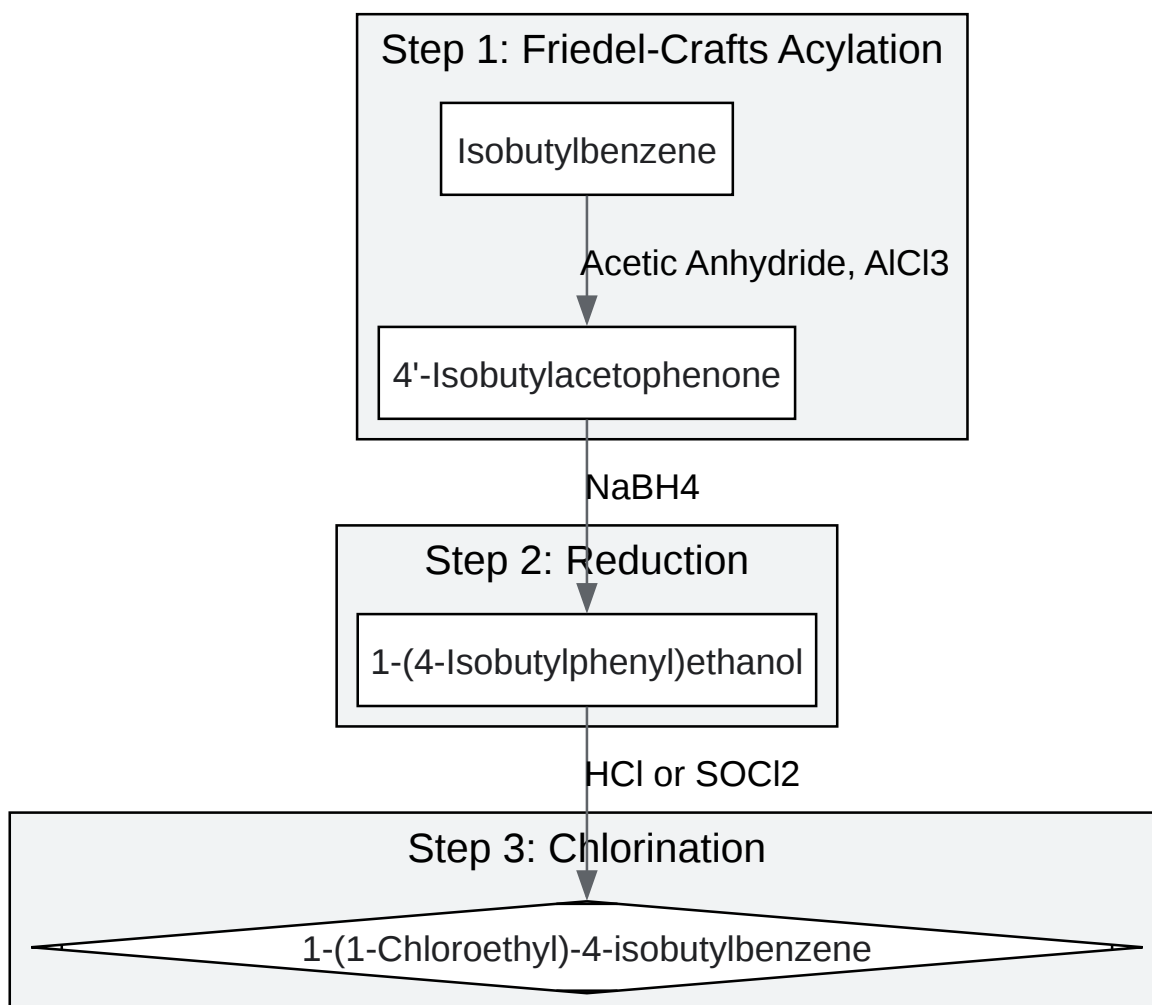 Step 1: Friedel-Crafts Acylation
Isobutylbenzene
Acetic Anhydride, AlCl3
4'-Isobutylacetophenone
NaBH4
Step 2: Reduction
1-(4-Isobutylphenyl)ethanol
HCl or SOCl2
Step 3: Chlorination
1-(1-Chloroethyl)-4-isobutylbenzene